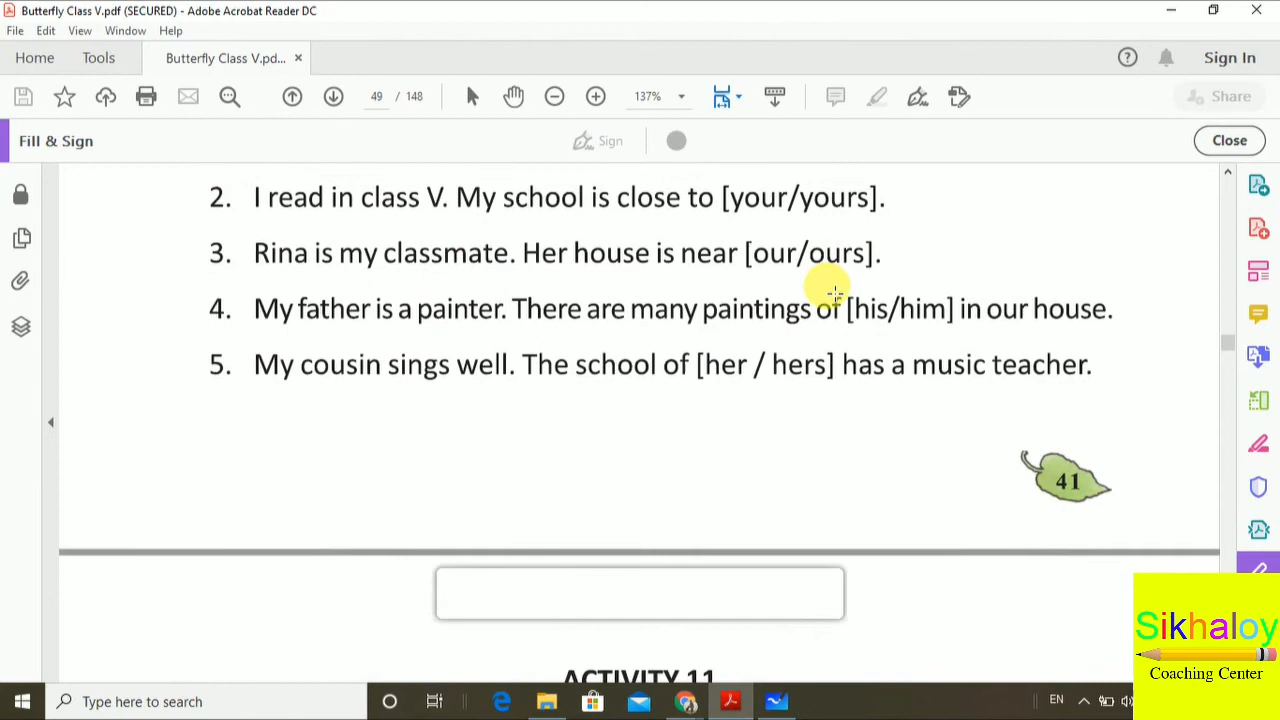 Butterfly Class V.pdf (SECURED) - Adobe Acrobat Reader DC
File Edit View Window Help
Home Tools Butterfly Class V.pd... × Sign In
49 / 148 137% Share
Fill & Sign Sign Close
2. I read in class V. My school is close to [your/yours].
3. Rina is my classmate. Her house is near [our/ours].
4. My father is a painter. There are many paintings of [his/him] in our house.
5. My cousin sings well. The school of [her / hers] has a music teacher.
41
ACTIVITY 11
Sikhaloy
Coaching Center
Type here to search EN